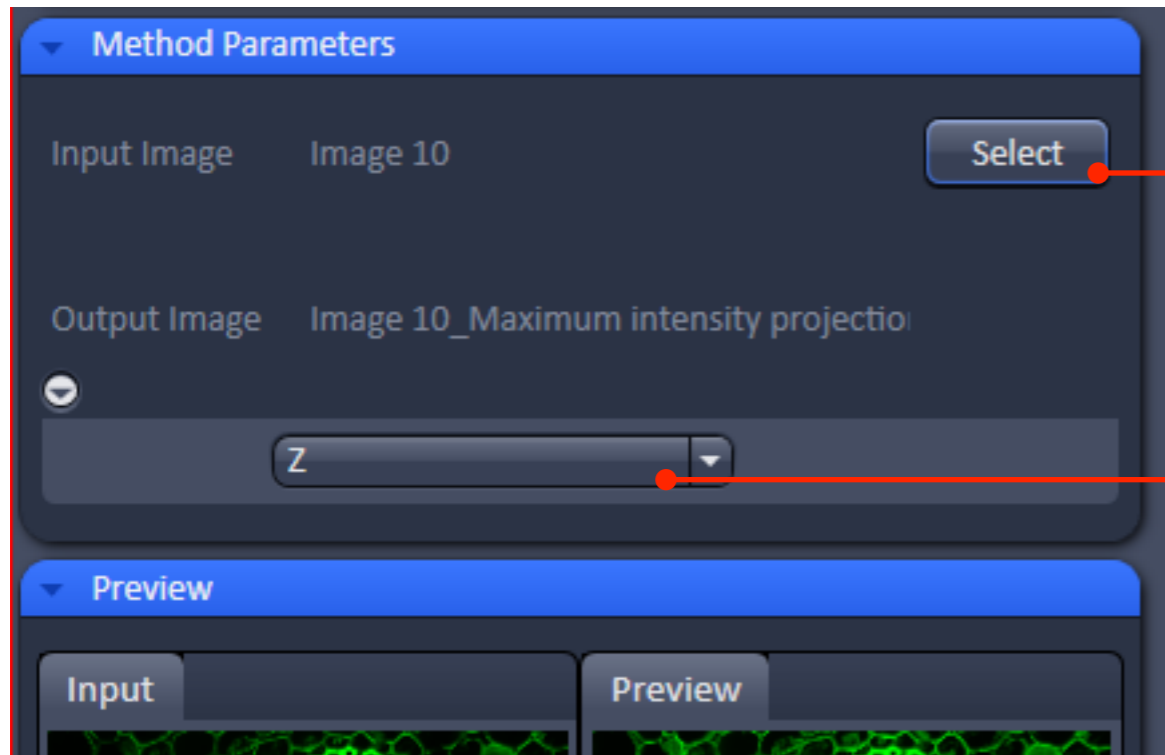 Method Parameters
Input Image Image 10 Select
Output Image Image 10_Maximum intensity projectio
Z
Preview
Input Preview